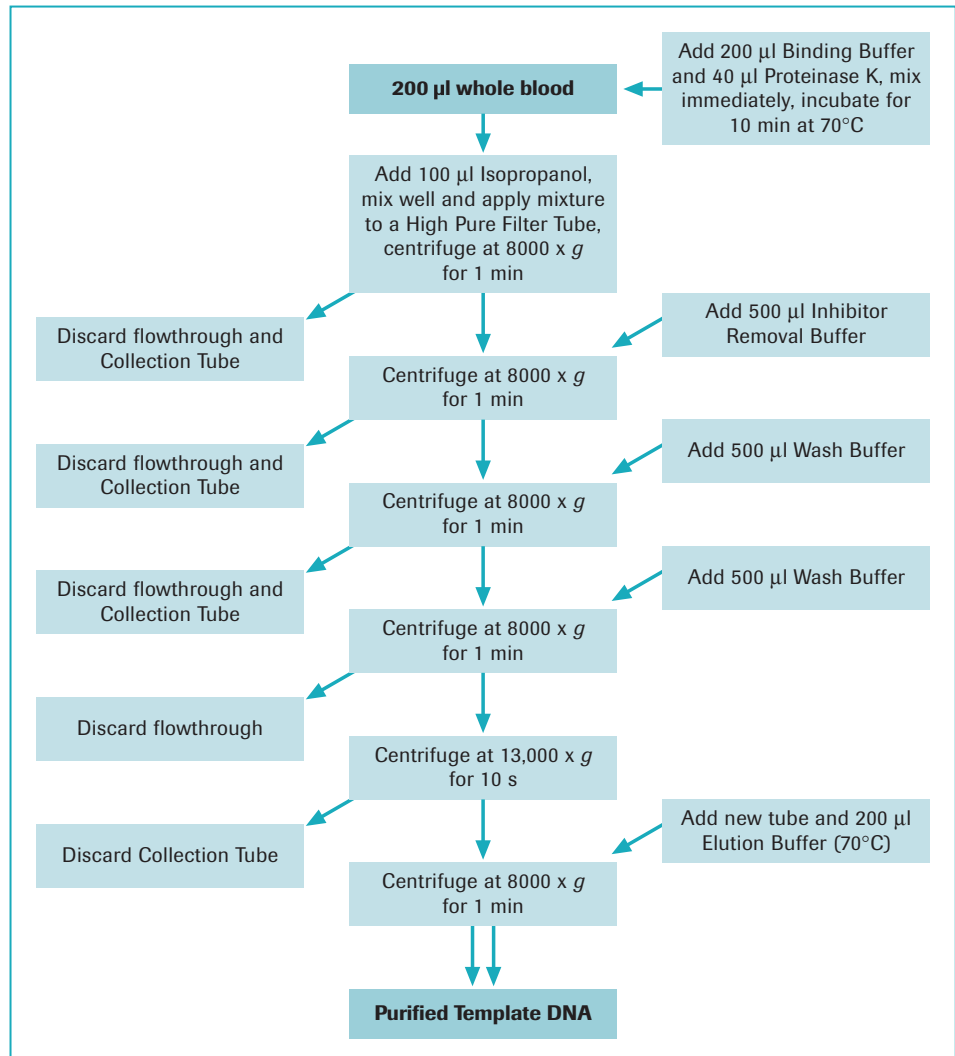 200 µl whole blood
Add 200 µl Binding Buffer
and 40 µl Proteinase K, mix
immediately, incubate for
10 min at 70°C
Add 100 µl Isopropanol,
mix well and apply mixture
to a High Pure Filter Tube,
centrifuge at 8000 x g
for 1 min
Discard flowthrough and
Collection Tube
Add 500 µl Inhibitor
Removal Buffer
Centrifuge at 8000 x g
for 1 min
Discard flowthrough and
Collection Tube
Add 500 µl Wash Buffer
Centrifuge at 8000 x g
for 1 min
Discard flowthrough and
Collection Tube
Add 500 µl Wash Buffer
Centrifuge at 8000 x g
for 1 min
Discard flowthrough
Centrifuge at 13,000 x g
for 10 s
Discard Collection Tube
Add new tube and 200 µl
Elution Buffer (70°C)
Centrifuge at 8000 x g
for 1 min
Purified Template DNA